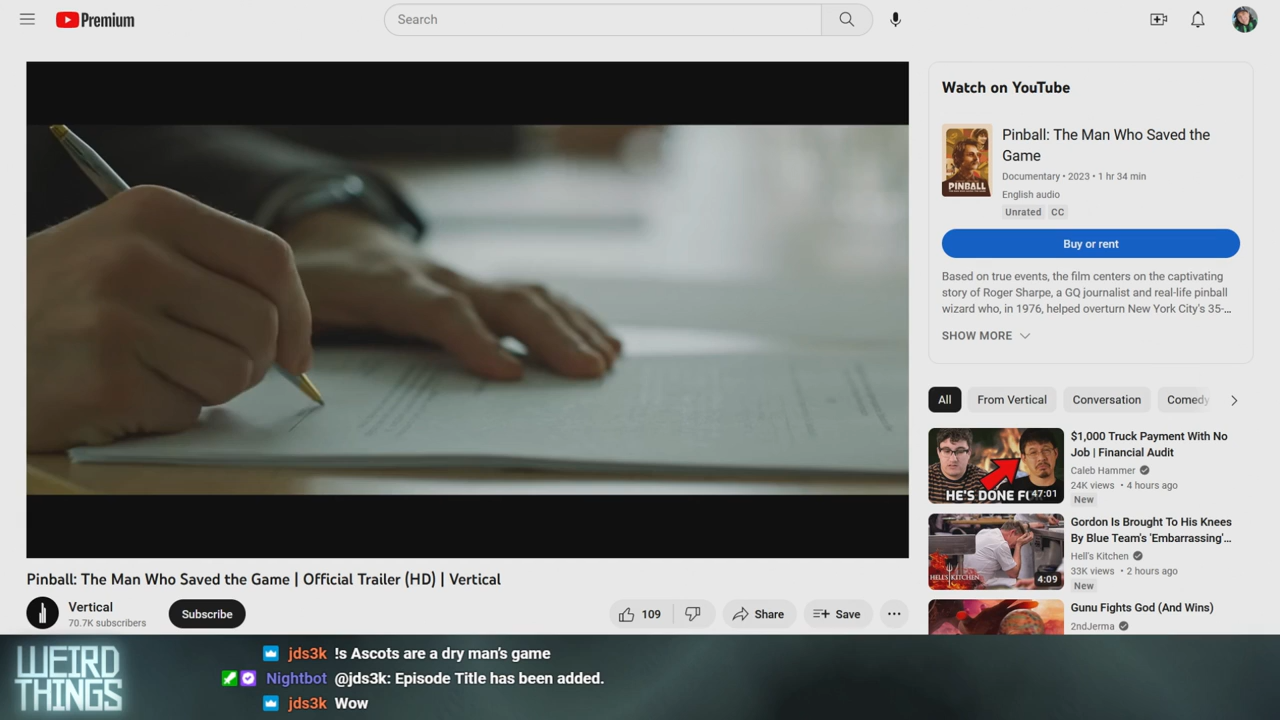 Premium
Search
Watch on YouTube
PINBALL
Pinball: The Man Who Saved the
Game
Documentary • 2023 • 1 hr 34 min
English audio
Unrated CC
Buy or rent
Based on true events, the film centers on the captivating
story of Roger Sharpe, a GQ journalist and real-life pinball
wizard who, in 1976, helped overturn New York City's 35-...
SHOW MORE
All From Vertical Conversation Comedy
HE'S DONE FO
47:01
$1,000 Truck Payment With No
Job | Financial Audit
Caleb Hammer
24K views • 4 hours ago
New
HELL'S KITCHEN
4:09
Gordon Is Brought To His Knees
By Blue Team's 'Embarrassing'...
Hell's Kitchen
33K views • 2 hours ago
New
Gunu Fights God (And Wins)
2ndJerma
Pinball: The Man Who Saved the Game | Official Trailer (HD) | Vertical
Vertical
70.7K subscribers
Subscribe
109
Share
Save
WEIRD
THINGS
jds3k !s Ascots are a dry man's game
Nightbot @jds3k: Episode Title has been added.
jds3k Wow